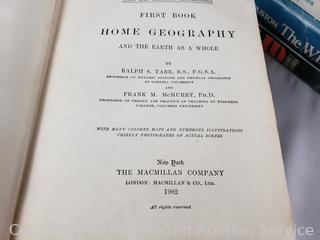 FIRST BOOK
HOME GEOGRAPHY
AND THE EARTH AS A WHOLE
BY
RALPH S. TARR, B.S., F.G.S.A.
PROFESSOR OF DYNAMIC GEOLOGY AND PHYSICAL GEOGRAPHY
AT CORNELL UNIVERSITY
AND
FRANK M. McMURRY, PH.D.
PROFESSOR OF THEORY AND PRACTICE OF TEACHING AT TEACHERS
COLLEGE, COLUMBIA UNIVERSITY
WITH MANY COLORED MAPS AND NUMEROUS ILLUSTRATIONS
CHIEFLY PHOTOGRAPHS OF ACTUAL SCENES
New York
THE MACMILLAN COMPANY
LONDON: MACMILLAN & CO., LTD.
1902
All rights reserved
Sound Auction Service